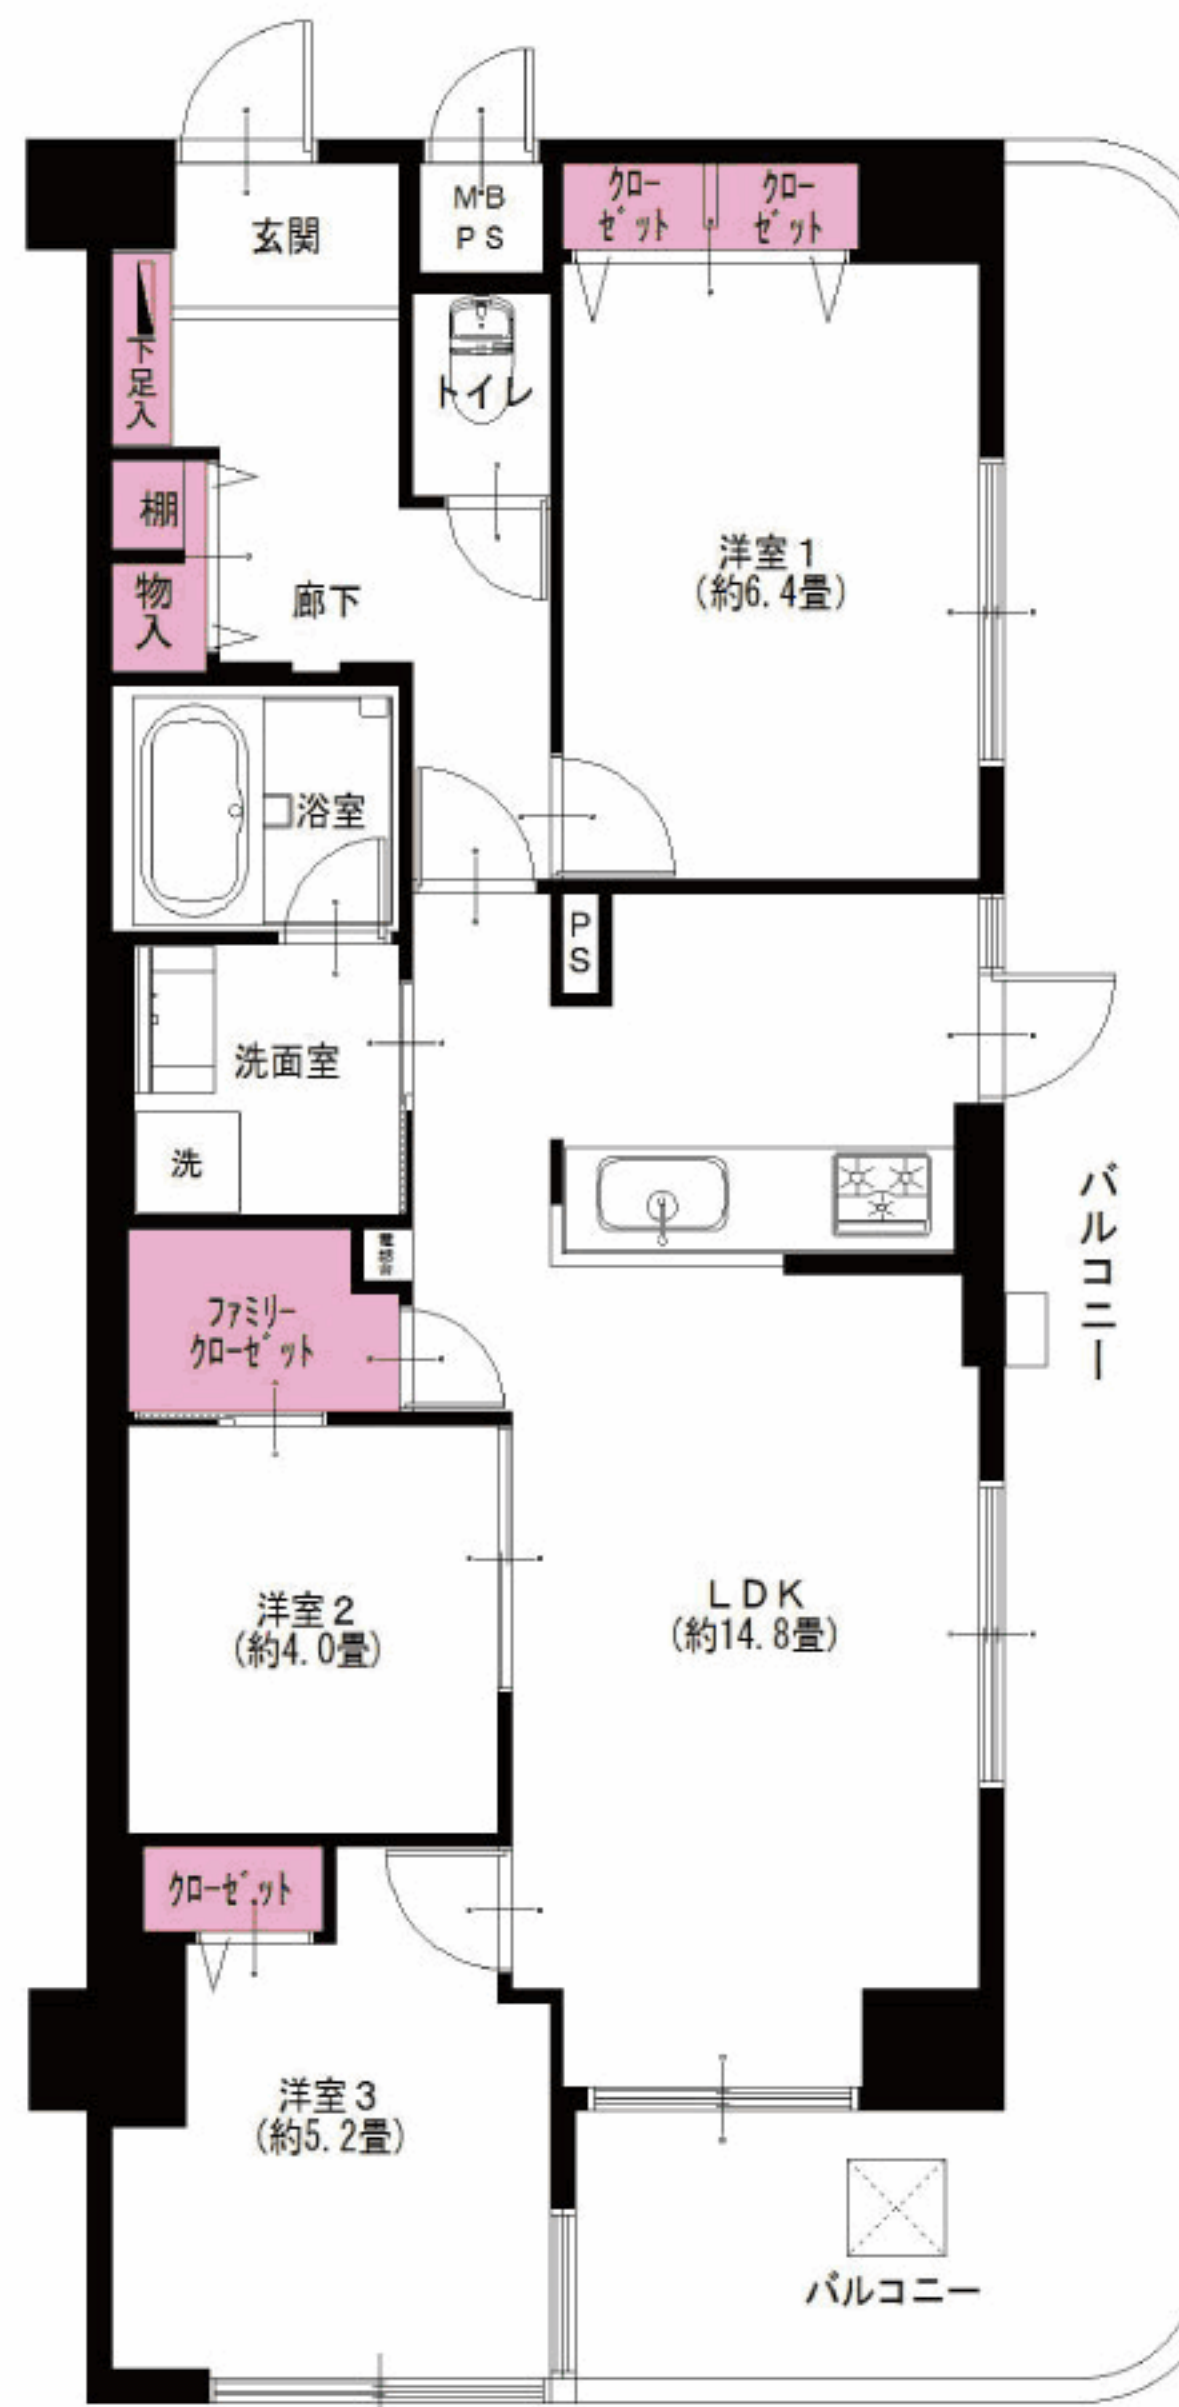 玄関
MB
PS
クロー
ゼット
クロー
ゼット
下足入
トイレ
棚
物入
廊下
洋室1
(約6.4畳)
浴室
PS
洗面室
洗
電話台
ファミリー
クローゼット
バルコニー
洋室2
(約4.0畳)
LDK
(約14.8畳)
クローゼット
洋室3
(約5.2畳)
バルコニー